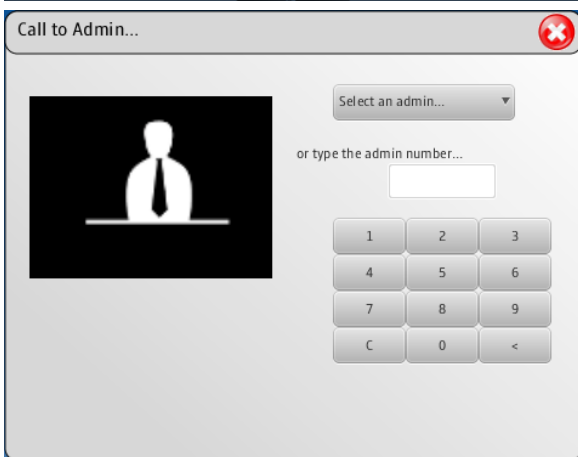 Call to Admin...
Select an admin...
or type the admin number...
1 2 3
4 5 6
7 8 9
C 0 <